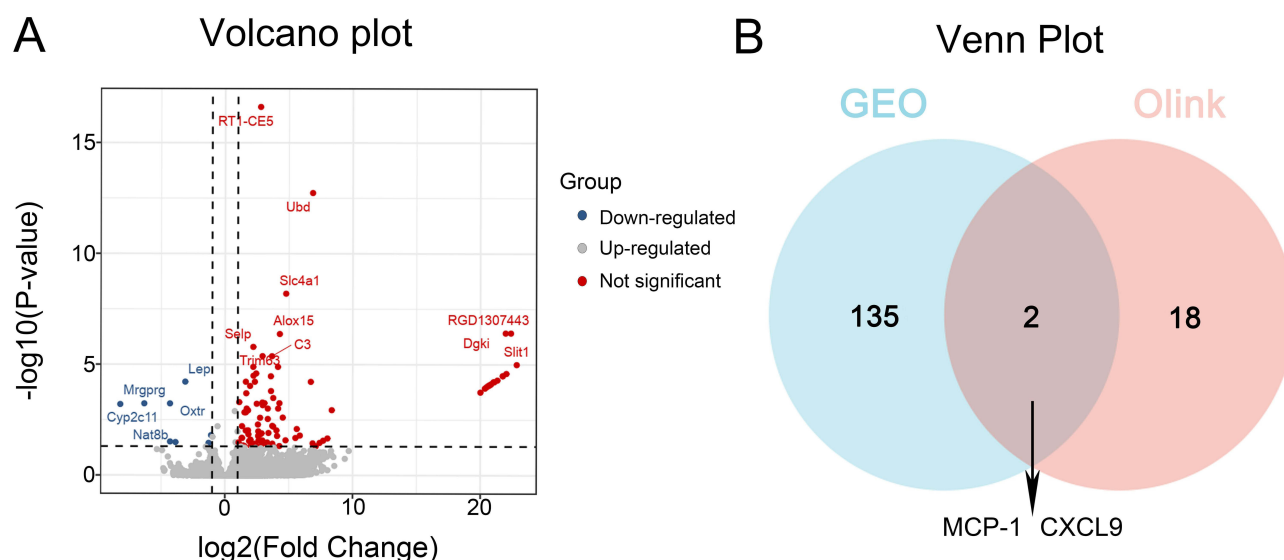 A
Volcano plot
-log10(P-value)
15
10
5
0
0
10
20
log2(Fold Change)
RT1-CE5
Ubd
Slc4a1
Alox15
Selp
C3
Trim63
RGD1307443
Dgki
Slit1
Lep
Mrgprg
Cyp2c11
Oxtr
Nat8b
Group
Down-regulated
Up-regulated
Not significant
B
Venn Plot
GEO
Olink
135
2
18
MCP-1 CXCL9